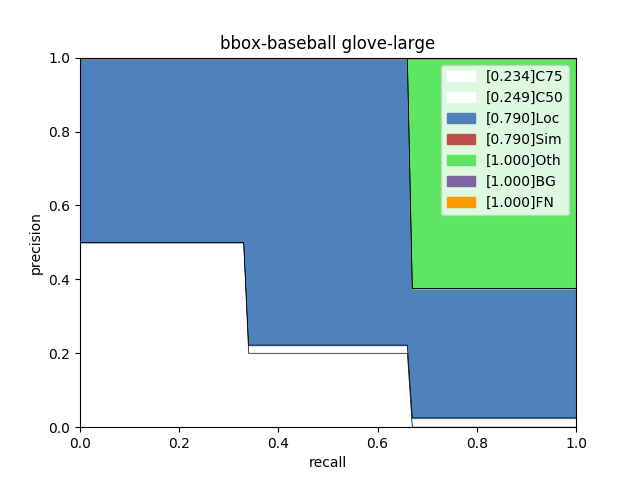 bbox-baseball glove-large
1.0
0.8
0.6
0.4
0.2
0.0
precision
[0.234]C75
[0.249]C50
[0.790]Loc
[0.790]Sim
[1.000]Oth
[1.000]BG
[1.000]FN
0.0 0.2 0.4 0.6 0.8 1.0
recall